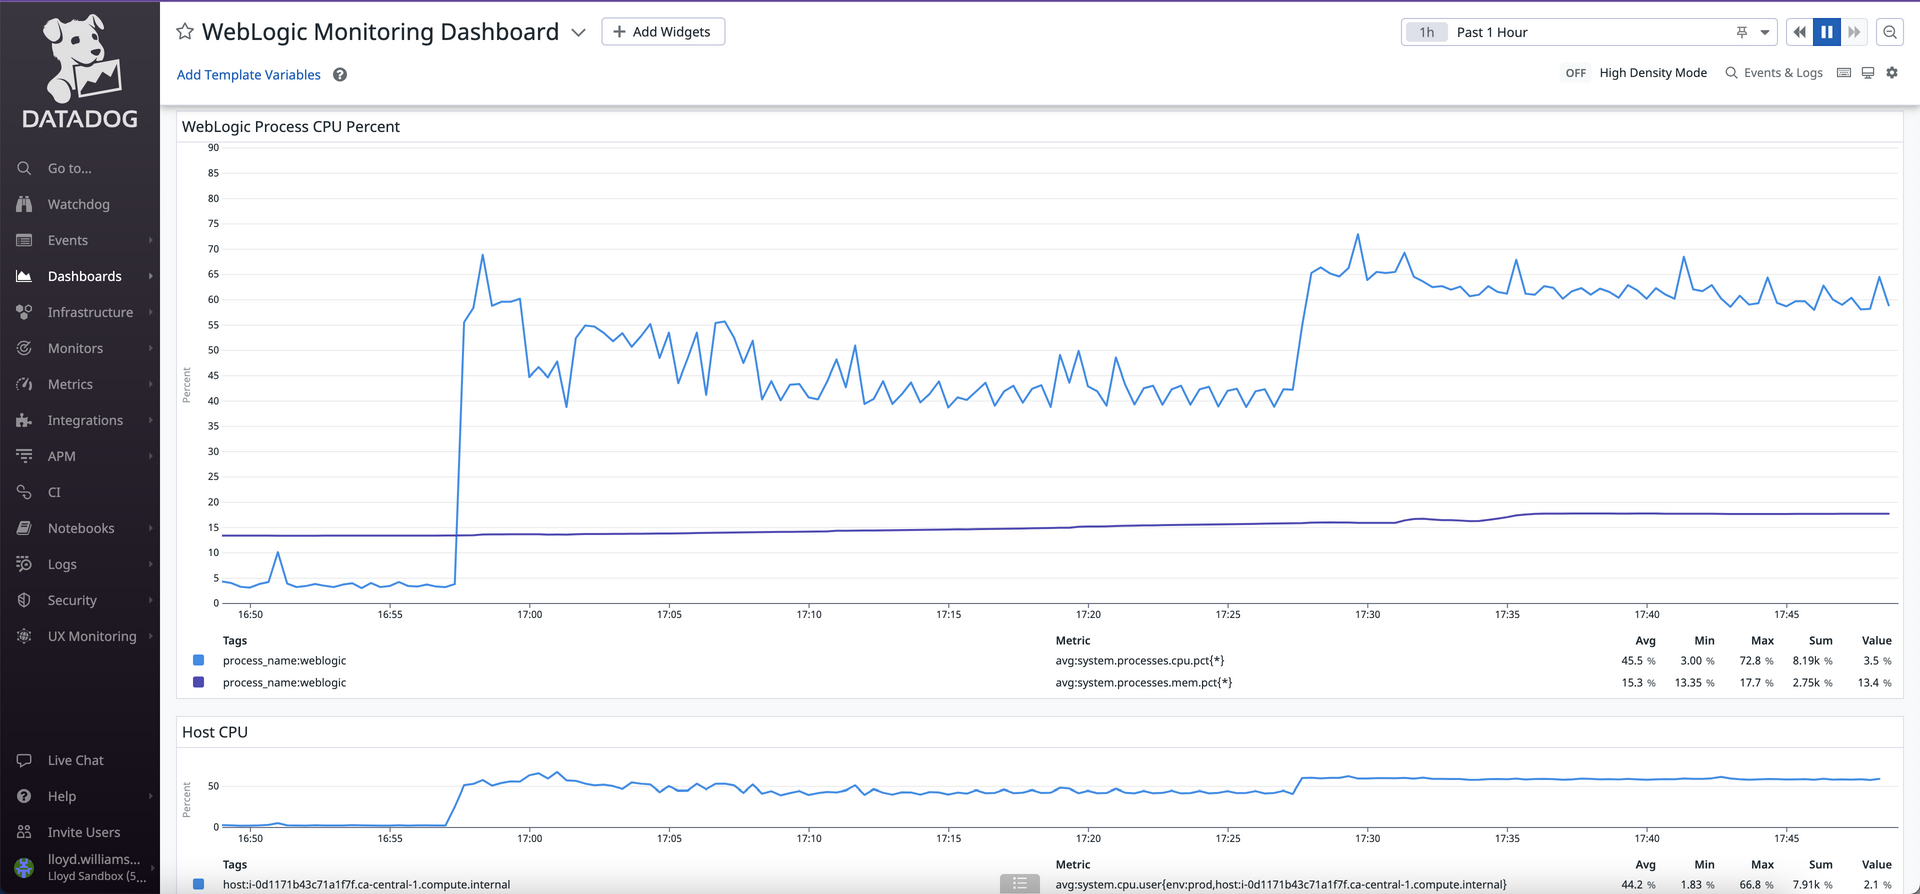 DATADOG
Go to...
Watchdog
Events
Dashboards
Infrastructure
Monitors
Metrics
Integrations
APM
CI
Notebooks
Logs
Security
UX Monitoring
Live Chat
Help
Invite Users
lloyd.williams...
Lloyd Sandbox (5...
WebLogic Monitoring Dashboard
+ Add Widgets
1h Past 1 Hour
Add Template Variables ?
OFF High Density Mode Events & Logs
WebLogic Process CPU Percent
90
85
80
75
70
65
60
55
50
45
40
35
30
25
20
15
10
5
0
Percent
16:50 16:55 17:00 17:05 17:10 17:15 17:20 17:25 17:30 17:35 17:40 17:45
Tags Metric Avg Min Max Sum Value
process_name:weblogic avg:system.processes.cpu.pct{*} 45.5 % 3.00 % 72.8 % 8.19k % 3.5 %
process_name:weblogic avg:system.processes.mem.pct{*} 15.3 % 13.35 % 17.7 % 2.75k % 13.4 %
Host CPU
50
0
Percent
16:50 16:55 17:00 17:05 17:10 17:15 17:20 17:25 17:30 17:35 17:40 17:45
Tags Metric Avg Min Max Sum Value
host:i-0d1171b43c71a1f7f.ca-central-1.compute.internal avg:system.cpu.user{env:prod,host:i-0d1171b43c71a1f7f.ca-central-1.compute.internal} 44.2 % 1.83 % 66.8 % 7.91k % 2.1 %